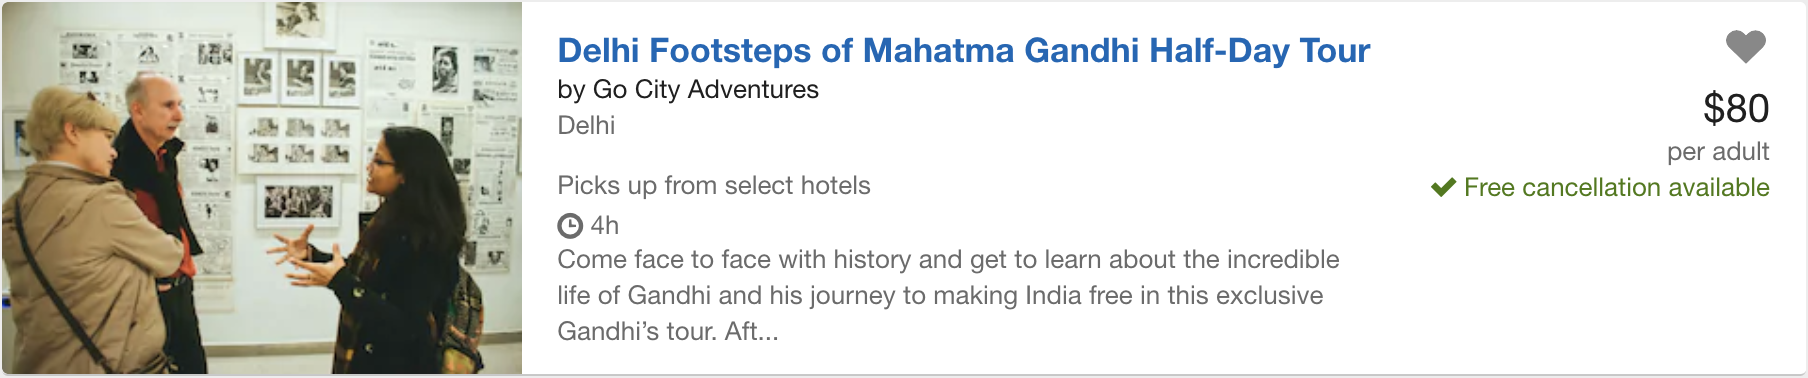 Delhi Footsteps of Mahatma Gandhi Half-Day Tour
by Go City Adventures
Delhi
Picks up from select hotels
4h
Come face to face with history and get to learn about the incredible
life of Gandhi and his journey to making India free in this exclusive
Gandhi’s tour. Aft...
$80
per adult
Free cancellation available